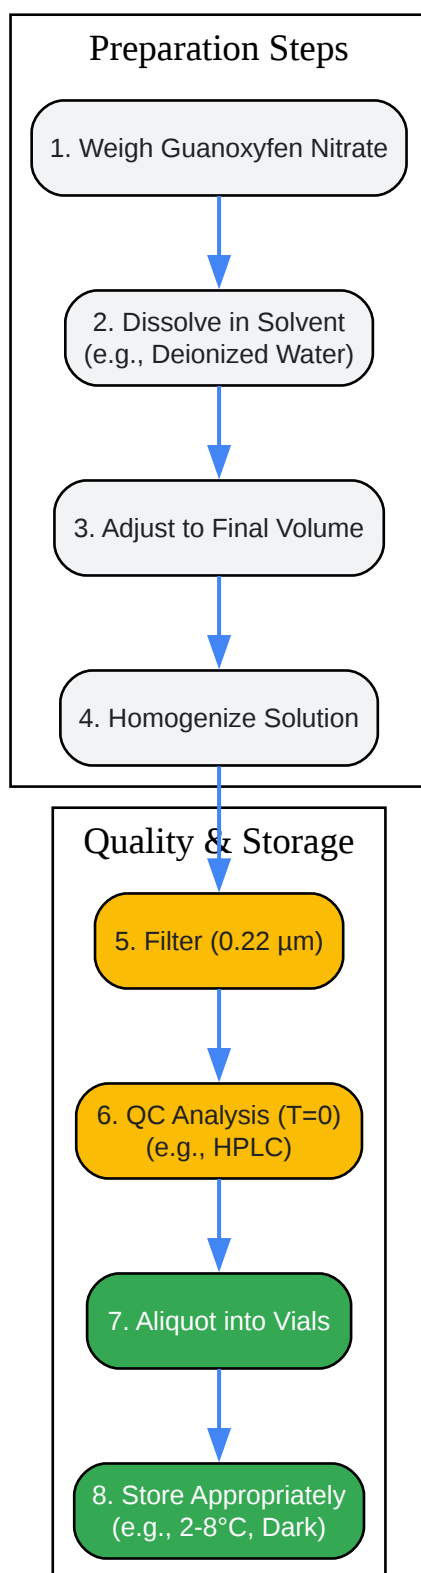 Preparation Steps
1. Weigh Guanoxyfen Nitrate
2. Dissolve in Solvent
(e.g., Deionized Water)
3. Adjust to Final Volume
4. Homogenize Solution
Quality & Storage
5. Filter (0.22 µm)
6. QC Analysis (T=0)
(e.g., HPLC)
7. Aliquot into Vials
8. Store Appropriately
(e.g., 2-8°C, Dark)